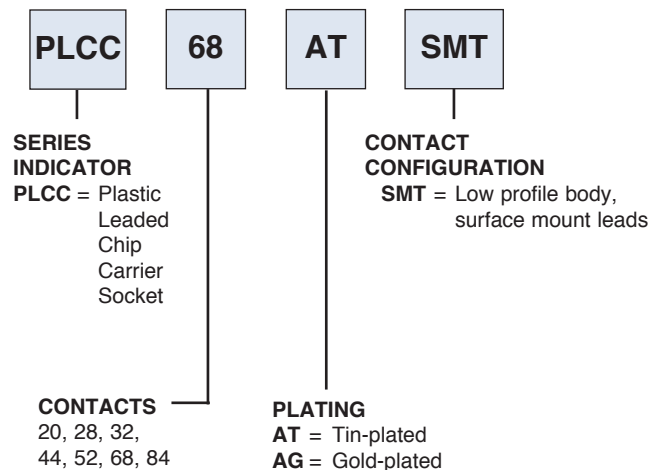 PLCC 68 AT SMT
SERIES
INDICATOR
PLCC = Plastic
Leaded
Chip
Carrier
Socket
CONTACT
CONFIGURATION
SMT = Low profile body,
surface mount leads
CONTACTS
20, 28, 32,
44, 52, 68, 84
PLATING
AT = Tin-plated
AG = Gold-plated